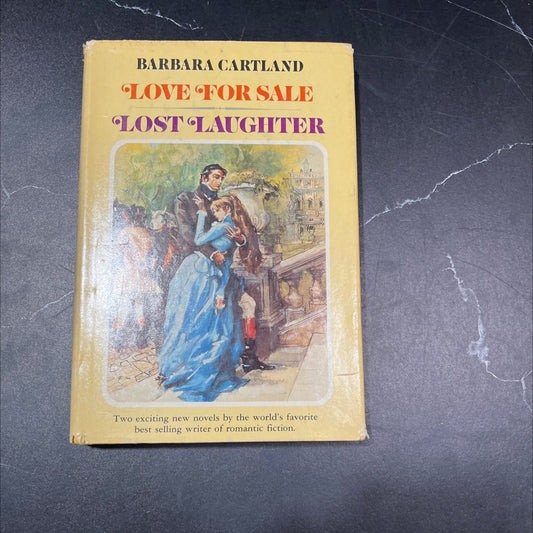 BARBARA CARTLAND
LOVE FOR SALE
LOST LAUGHTER
Two exciting new novels by the world's favorite
best selling writer of romantic fiction.